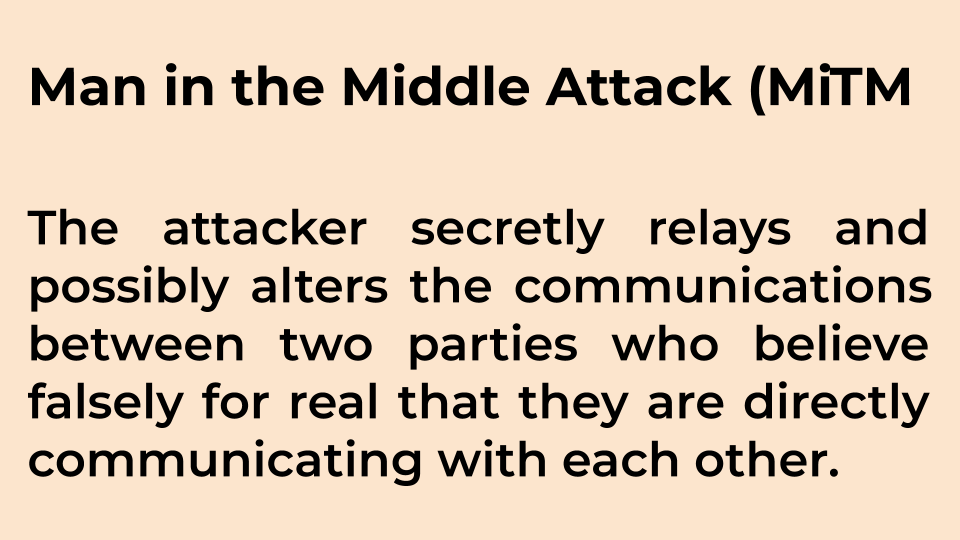 Man in the Middle Attack (MiTM
The attacker secretly relays and
possibly alters the communications
between two parties who believe
falsely for real that they are directly
communicating with each other.